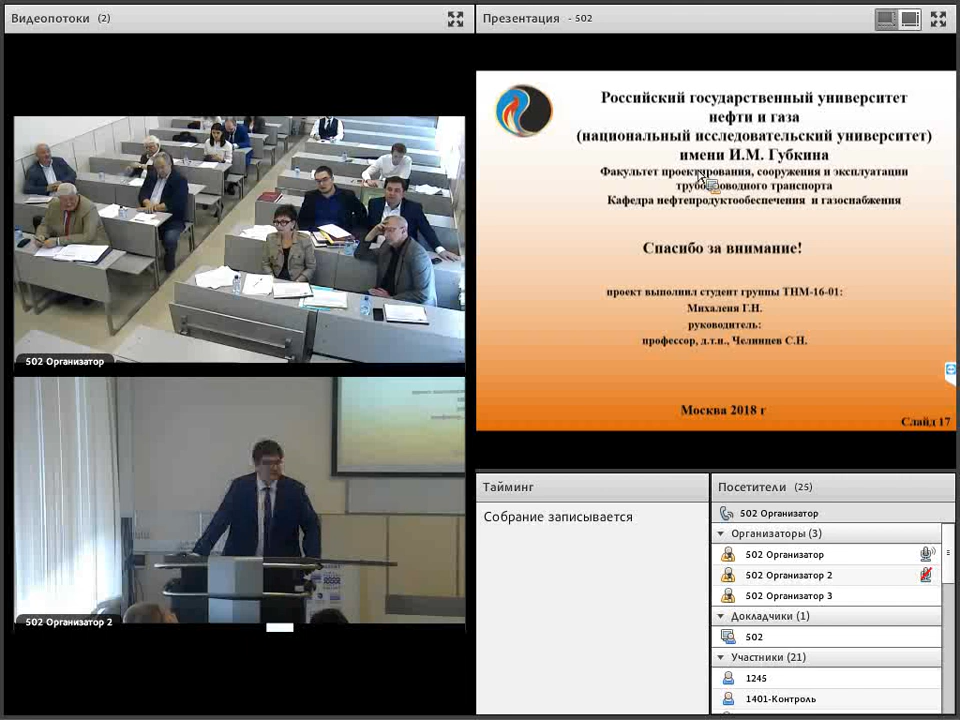 Видеопотоки (2)
502 Организатор
502 Организатор 2
Презентация - 502
Российский государственный университет
нефти и газа
(национальный исследовательский университет)
имени И.М. Губкина
Факультет проектирования, сооружения и эксплуатации
трубопроводного транспорта
Кафедра нефтепродуктообеспечения и газоснабжения
Спасибо за внимание!
проект выполнил студент группы ТНМ-16-01:
Михаленя Г.Н.
руководитель:
профессор, д.т.н., Челинцев С.Н.
Москва 2018 г
Слайд 17
Тайминг
Собрание записывается
Посетители (25)
502 Организатор
Организаторы (3)
502 Организатор
502 Организатор 2
502 Организатор 3
Докладчики (1)
502
Участники (21)
1245
1401-Контроль